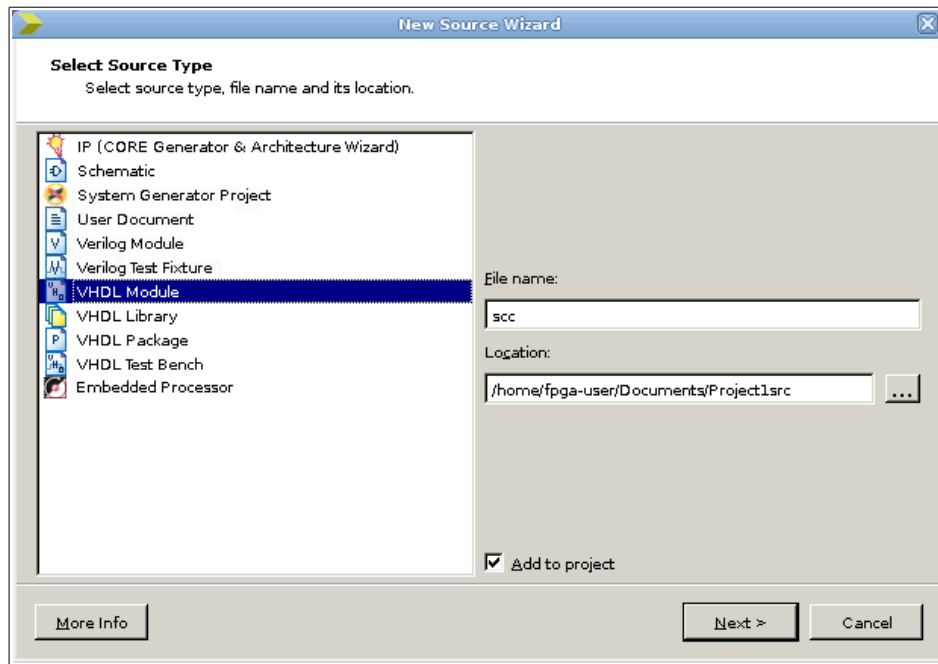 New Source Wizard
Select Source Type
Select source type, file name and its location.
IP (CORE Generator & Architecture Wizard)
Schematic
System Generator Project
User Document
Verilog Module
Verilog Test Fixture
VHDL Module
VHDL Library
VHDL Package
VHDL Test Bench
Embedded Processor
File name:
scc
Location:
/home/fpga-user/Documents/Project1src
...
Add to project
More Info
Next >
Cancel